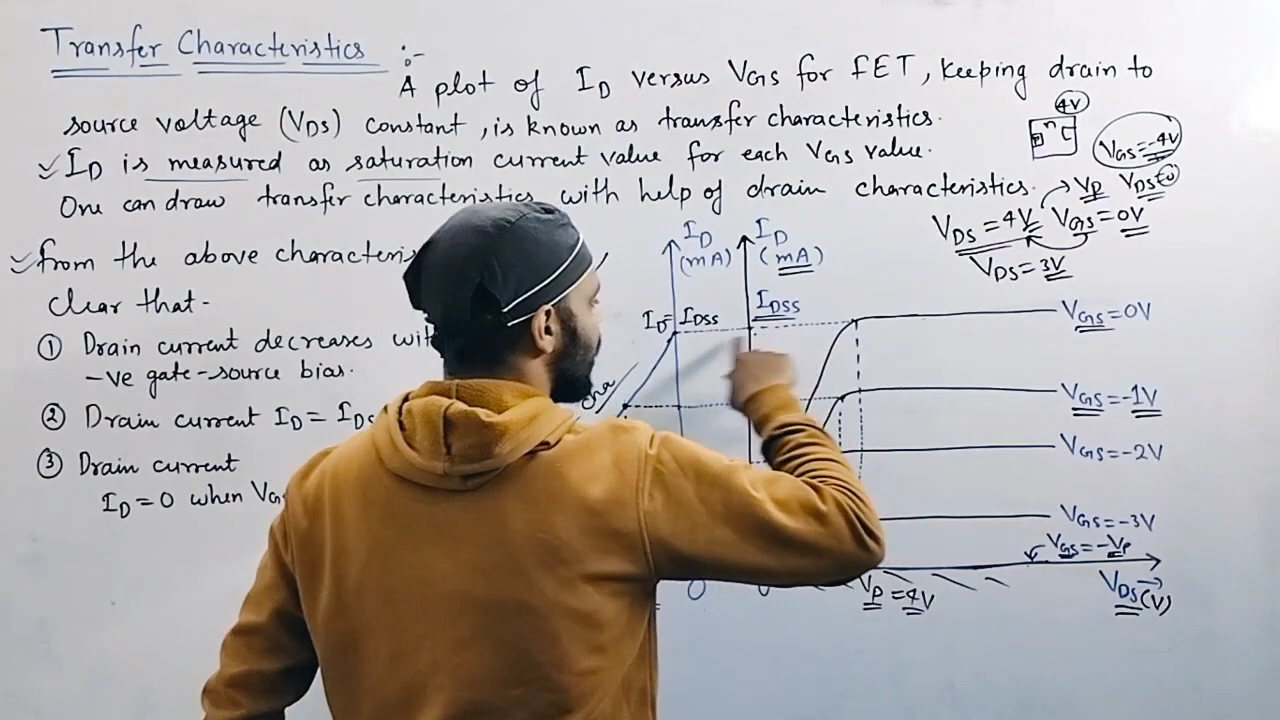 Transfer Characteristics :-
A plot of ID versus VGS for FET, keeping drain to
source voltage (VDS) constant, is known as transfer characteristics.
ID is measured as saturation current value for each VGS value.
One can draw transfer characteristics with help of drain characteristics.
4V
n
VGS=-4V
VP VDS=0
VDS=4V VGS=0V
VDS=3V
from the above characteris
clear that-
① Drain current decreases wit
-ve gate-source bias.
② Drain current ID = IDS
③ Drain current
ID=0 when VGS
ID
(mA)
ID
(mA)
ID=IDSS
IDSS
VGS=0V
VGS=-1V
VGS=-2V
VGS=-3V
VGS=-VP
0
0
VP=4V
VDS(V)